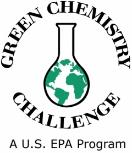 GREEN CHEMISTRY
CHALLENGE
A U.S. EPA Program